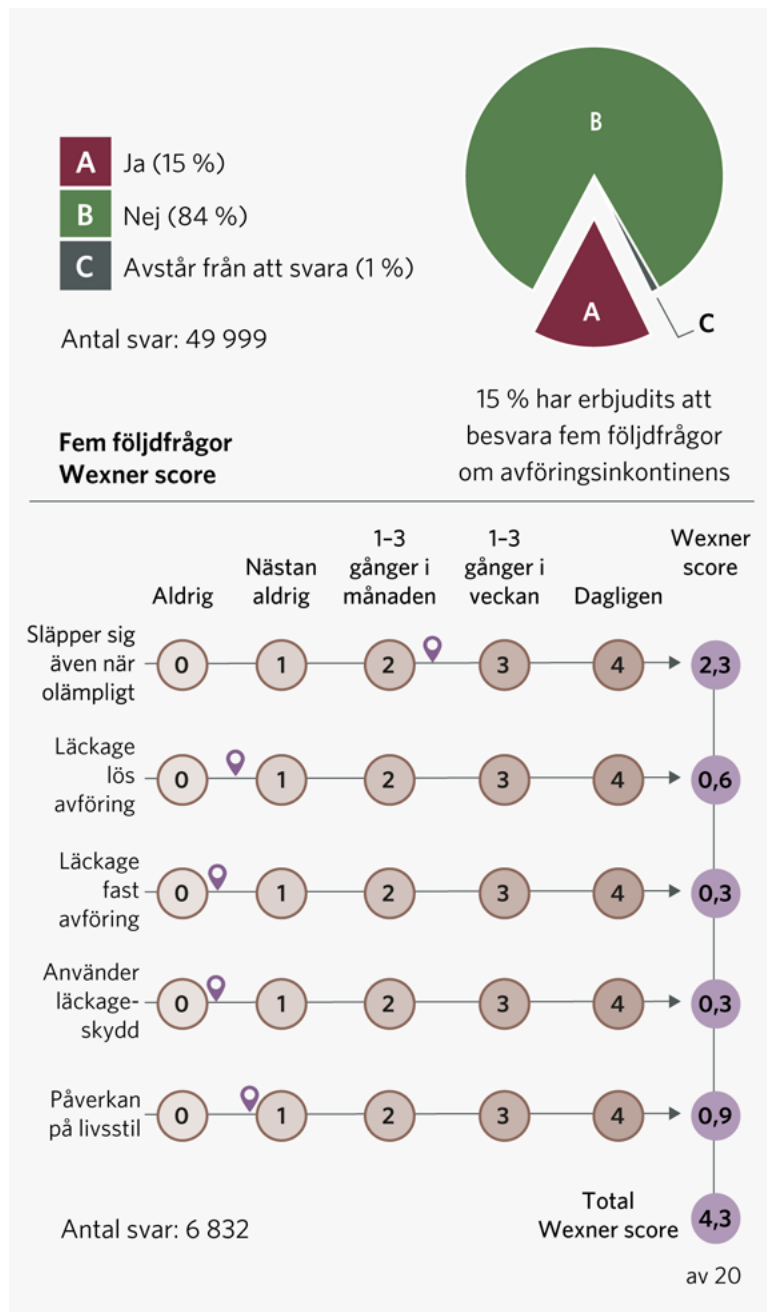 A Ja (15 %)
B Nej (84 %)
C Avstår från att svara (1 %)
Antal svar: 49 999
B
A
C
15 % har erbjudits att
besvara fem följdfrågor
om avföringsinkontinens
Fem följdfrågor
Wexner score
Aldrig
Nästan
aldrig
1–3
gånger i
månaden
1–3
gånger i
veckan
Dagligen
Wexner
score
Släpper sig
även när
olämpligt
0 1 2 3 4 2,3
Läckage
lös
avföring
0 1 2 3 4 0,6
Läckage
fast
avföring
0 1 2 3 4 0,3
Använder
läckage-
skydd
0 1 2 3 4 0,3
Påverkan
på livsstil
0 1 2 3 4 0,9
Antal svar: 6 832
Total
Wexner score
4,3
av 20